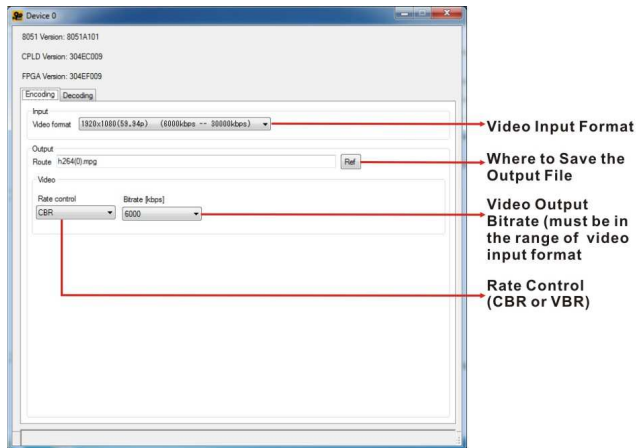 Device 0
8051 Version: 8051A101
CPLD Version: 304EC009
FPGA Version: 304EF009
Encoding Decoding
Input
Video format 1920x1080(59.94p) (6000kbps -- 30000kbps)
Output
Route h264(0).mpg Ref
Video
Rate control Bitrate [kbps]
CBR 6000
Video Input Format
Where to Save the
Output File
Video Output
Bitrate (must be in
the range of video
input format
Rate Control
(CBR or VBR)